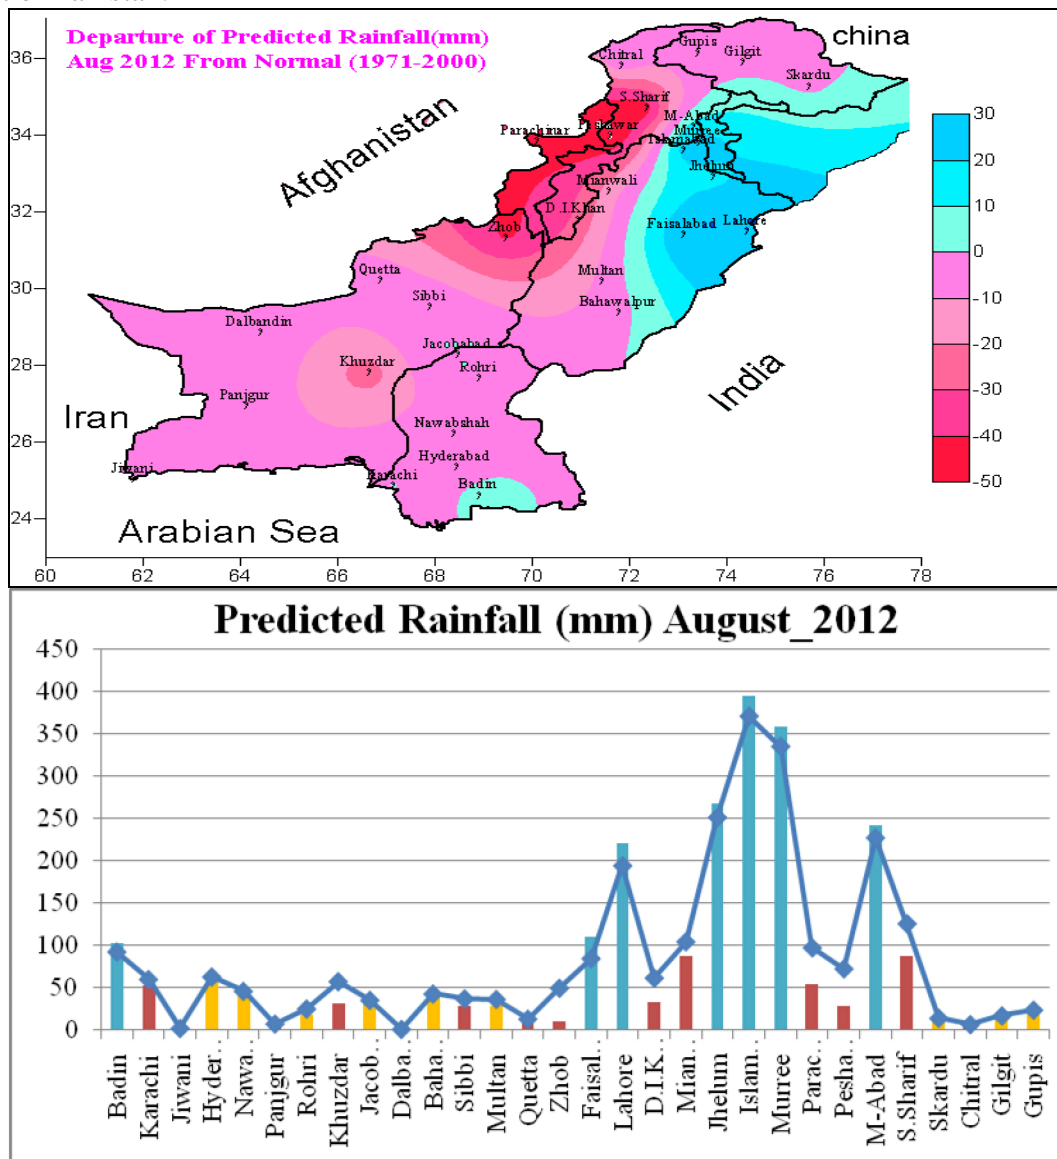 Departure of Predicted Rainfall(mm)
Aug 2012 From Normal (1971-2000)
china
Gupis
Chitral
Gilgit
Skardu
S.Sharif
M-Abad
Peshawar
Parachinar
Murree
Jhelum
Mianwali
D.I.Khan
Zhob
Faisalabad
Lahore
Quetta
Multan
Sibbi
Bahawalpur
Dalbandin
Jacobabad
Khuzdar
Rohri
Panjgur
Nawabshah
Hyderabad
Jiwani
Karachi
Badin
Afghanistan
Iran
India
Arabian Sea
36
34
32
30
28
26
24
60 62 64 66 68 70 72 74 76 78
30
20
10
0
-10
-20
-30
-40
-50
Predicted Rainfall (mm) August_2012
450
400
350
300
250
200
150
100
50
0
Badin
Karachi
Jiwani
Hyder…
Nawa…
Panjgur
Rohri
Khuzdar
Jacob…
Dalba…
Baha…
Sibbi
Multan
Quetta
Zhob
Faisal…
Lahore
D.I.K…
Mian…
Jhelum
Islam…
Murree
Parac…
Pesha…
M-Abad
S.Sharif
Skardu
Chitral
Gilgit
Gupis